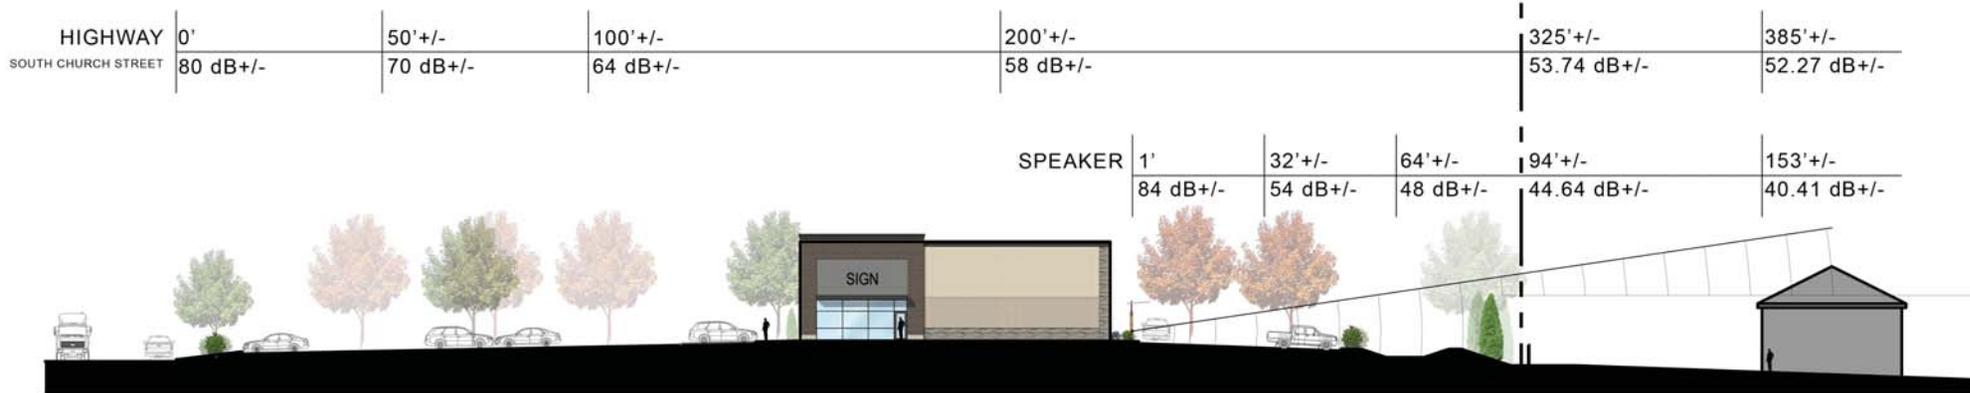 HIGHWAY 0' 50'+/- 100'+/- 200'+/- 325'+/- 385'+/-
SOUTH CHURCH STREET 80 dB+/- 70 dB+/- 64 dB+/- 58 dB+/- 53.74 dB+/- 52.27 dB+/-
SPEAKER 1' 32'+/- 64'+/- 94'+/- 153'+/-
84 dB+/- 54 dB+/- 48 dB+/- 44.64 dB+/- 40.41 dB+/-
SIGN